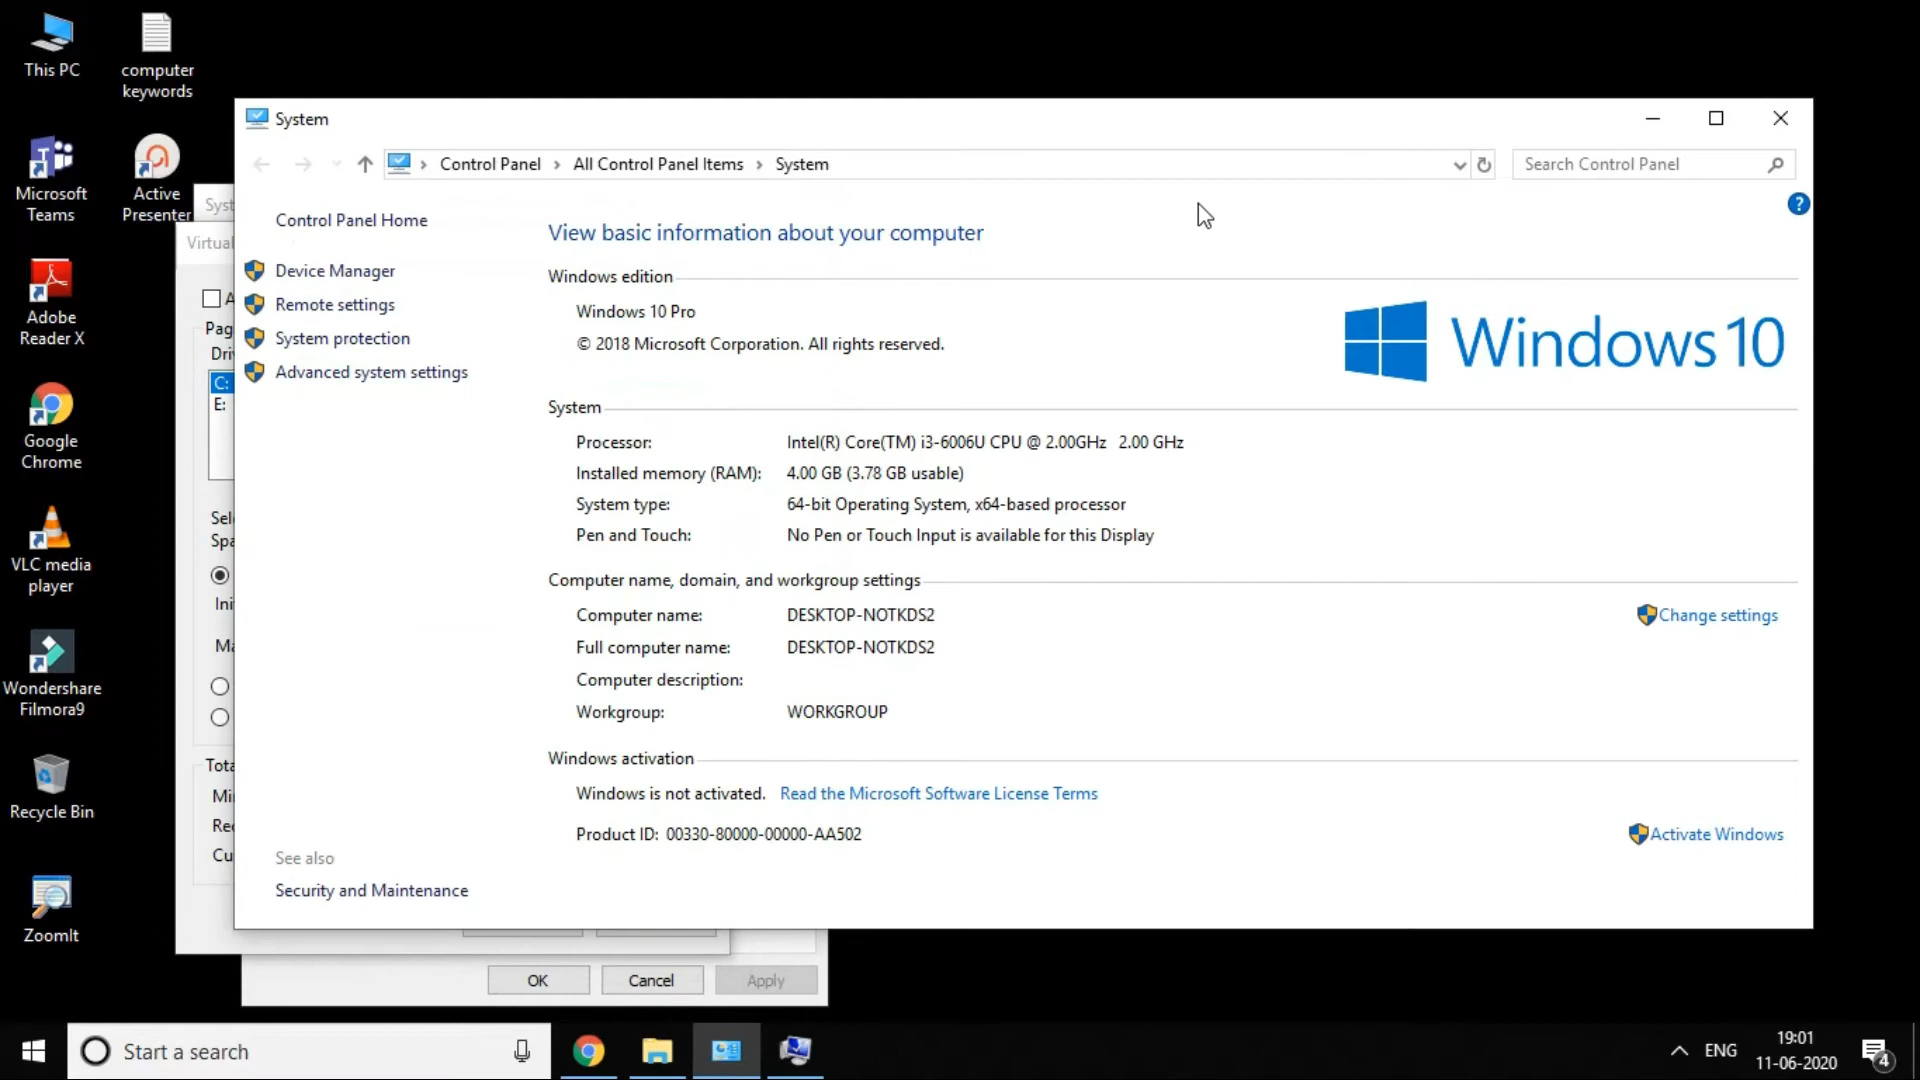 This PC
computer
keywords
Microsoft
Teams
Active
Presenter
Adobe
Reader X
Google
Chrome
VLC media
player
Wondershare
Filmora9
Recycle Bin
ZoomIt
Virtual
C:
E:
System
Control Panel > All Control Panel Items > System
Search Control Panel
Control Panel Home
Device Manager
Remote settings
System protection
Advanced system settings
See also
Security and Maintenance
?
View basic information about your computer
Windows edition
Windows 10 Pro
© 2018 Microsoft Corporation. All rights reserved.
Windows 10
System
Processor: Intel(R) Core(TM) i3-6006U CPU @ 2.00GHz 2.00 GHz
Installed memory (RAM): 4.00 GB (3.78 GB usable)
System type: 64-bit Operating System, x64-based processor
Pen and Touch: No Pen or Touch Input is available for this Display
Computer name, domain, and workgroup settings
Computer name: DESKTOP-NOTKDS2 Change settings
Full computer name: DESKTOP-NOTKDS2
Computer description:
Workgroup: WORKGROUP
Windows activation
Windows is not activated. Read the Microsoft Software License Terms
Product ID: 00330-80000-00000-AA502 Activate Windows
OK Cancel Apply
Start a search
ENG
19:01
11-06-2020
4